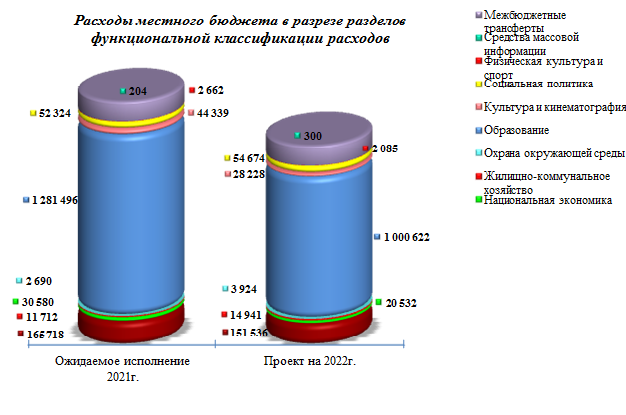 Расходы местного бюджета в разрезе разделов
функциональной классификации расходов
204
2 662
52 324
44 339
1 281 496
2 690
30 580
11 712
165 718
Ожидаемое исполнение
2021г.
300
2 085
54 674
28 228
1 000 622
3 924
20 532
14 941
151 536
Проект на 2022г.
Межбюджетные
трансферты
Средства массовой
информации
Физическая культура и
спорт
Социальная политика
Культура и кинематография
Образование
Охрана окружающей среды
Жилищно-коммунальное
хозяйство
Национальная экономика